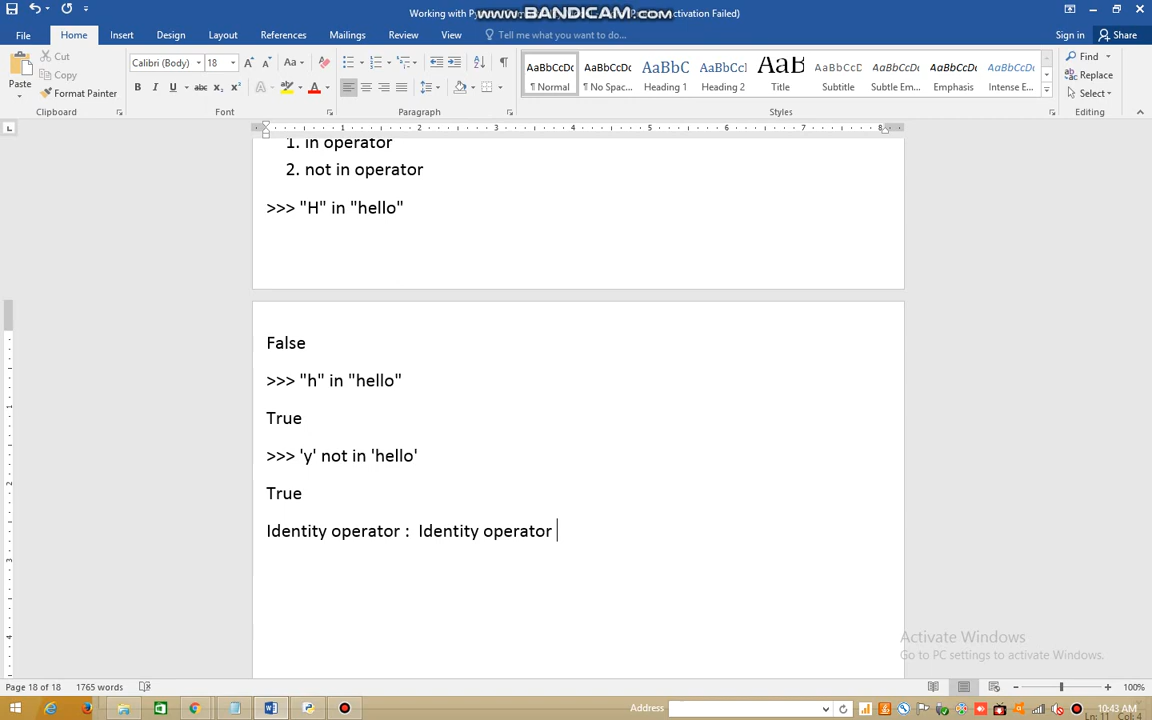 Working with Py
www.BANDICAM.com
ctivation Failed)
File Home Insert Design Layout References Mailings Review View Tell me what you want to do... Sign in Share
Paste
Cut
Copy
Format Painter
Clipboard
Calibri (Body) 18
Font
Paragraph
AaBbCcDc AaBbCcDc AaBbC AaBbCcl AaB AaBbCcD AaBbCcDc AaBbCcDc AaBbCcDc
¶ Normal ¶ No Spac... Heading 1 Heading 2 Title Subtitle Subtle Em... Emphasis Intense E...
Styles
Find
Replace
Select
Editing
1. in operator
2. not in operator
>>> "H" in "hello"
False
>>> "h" in "hello"
True
>>> 'y' not in 'hello'
True
Identity operator :  Identity operator
Activate Windows
Go to PC settings to activate Windows.
Page 18 of 18 1765 words 100%
Address
10:43 AM
Ln: 11 Col: 4